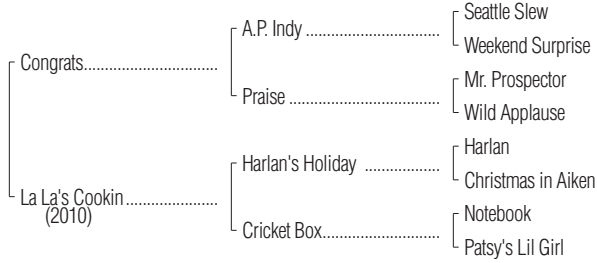 Seattle Slew
A.P. Indy
Weekend Surprise
Congrats
Mr. Prospector
Praise
Wild Applause
Harlan
Harlan's Holiday
Christmas in Aiken
La La's Cookin
(2010)
Notebook
Cricket Box
Patsy's Lil Girl